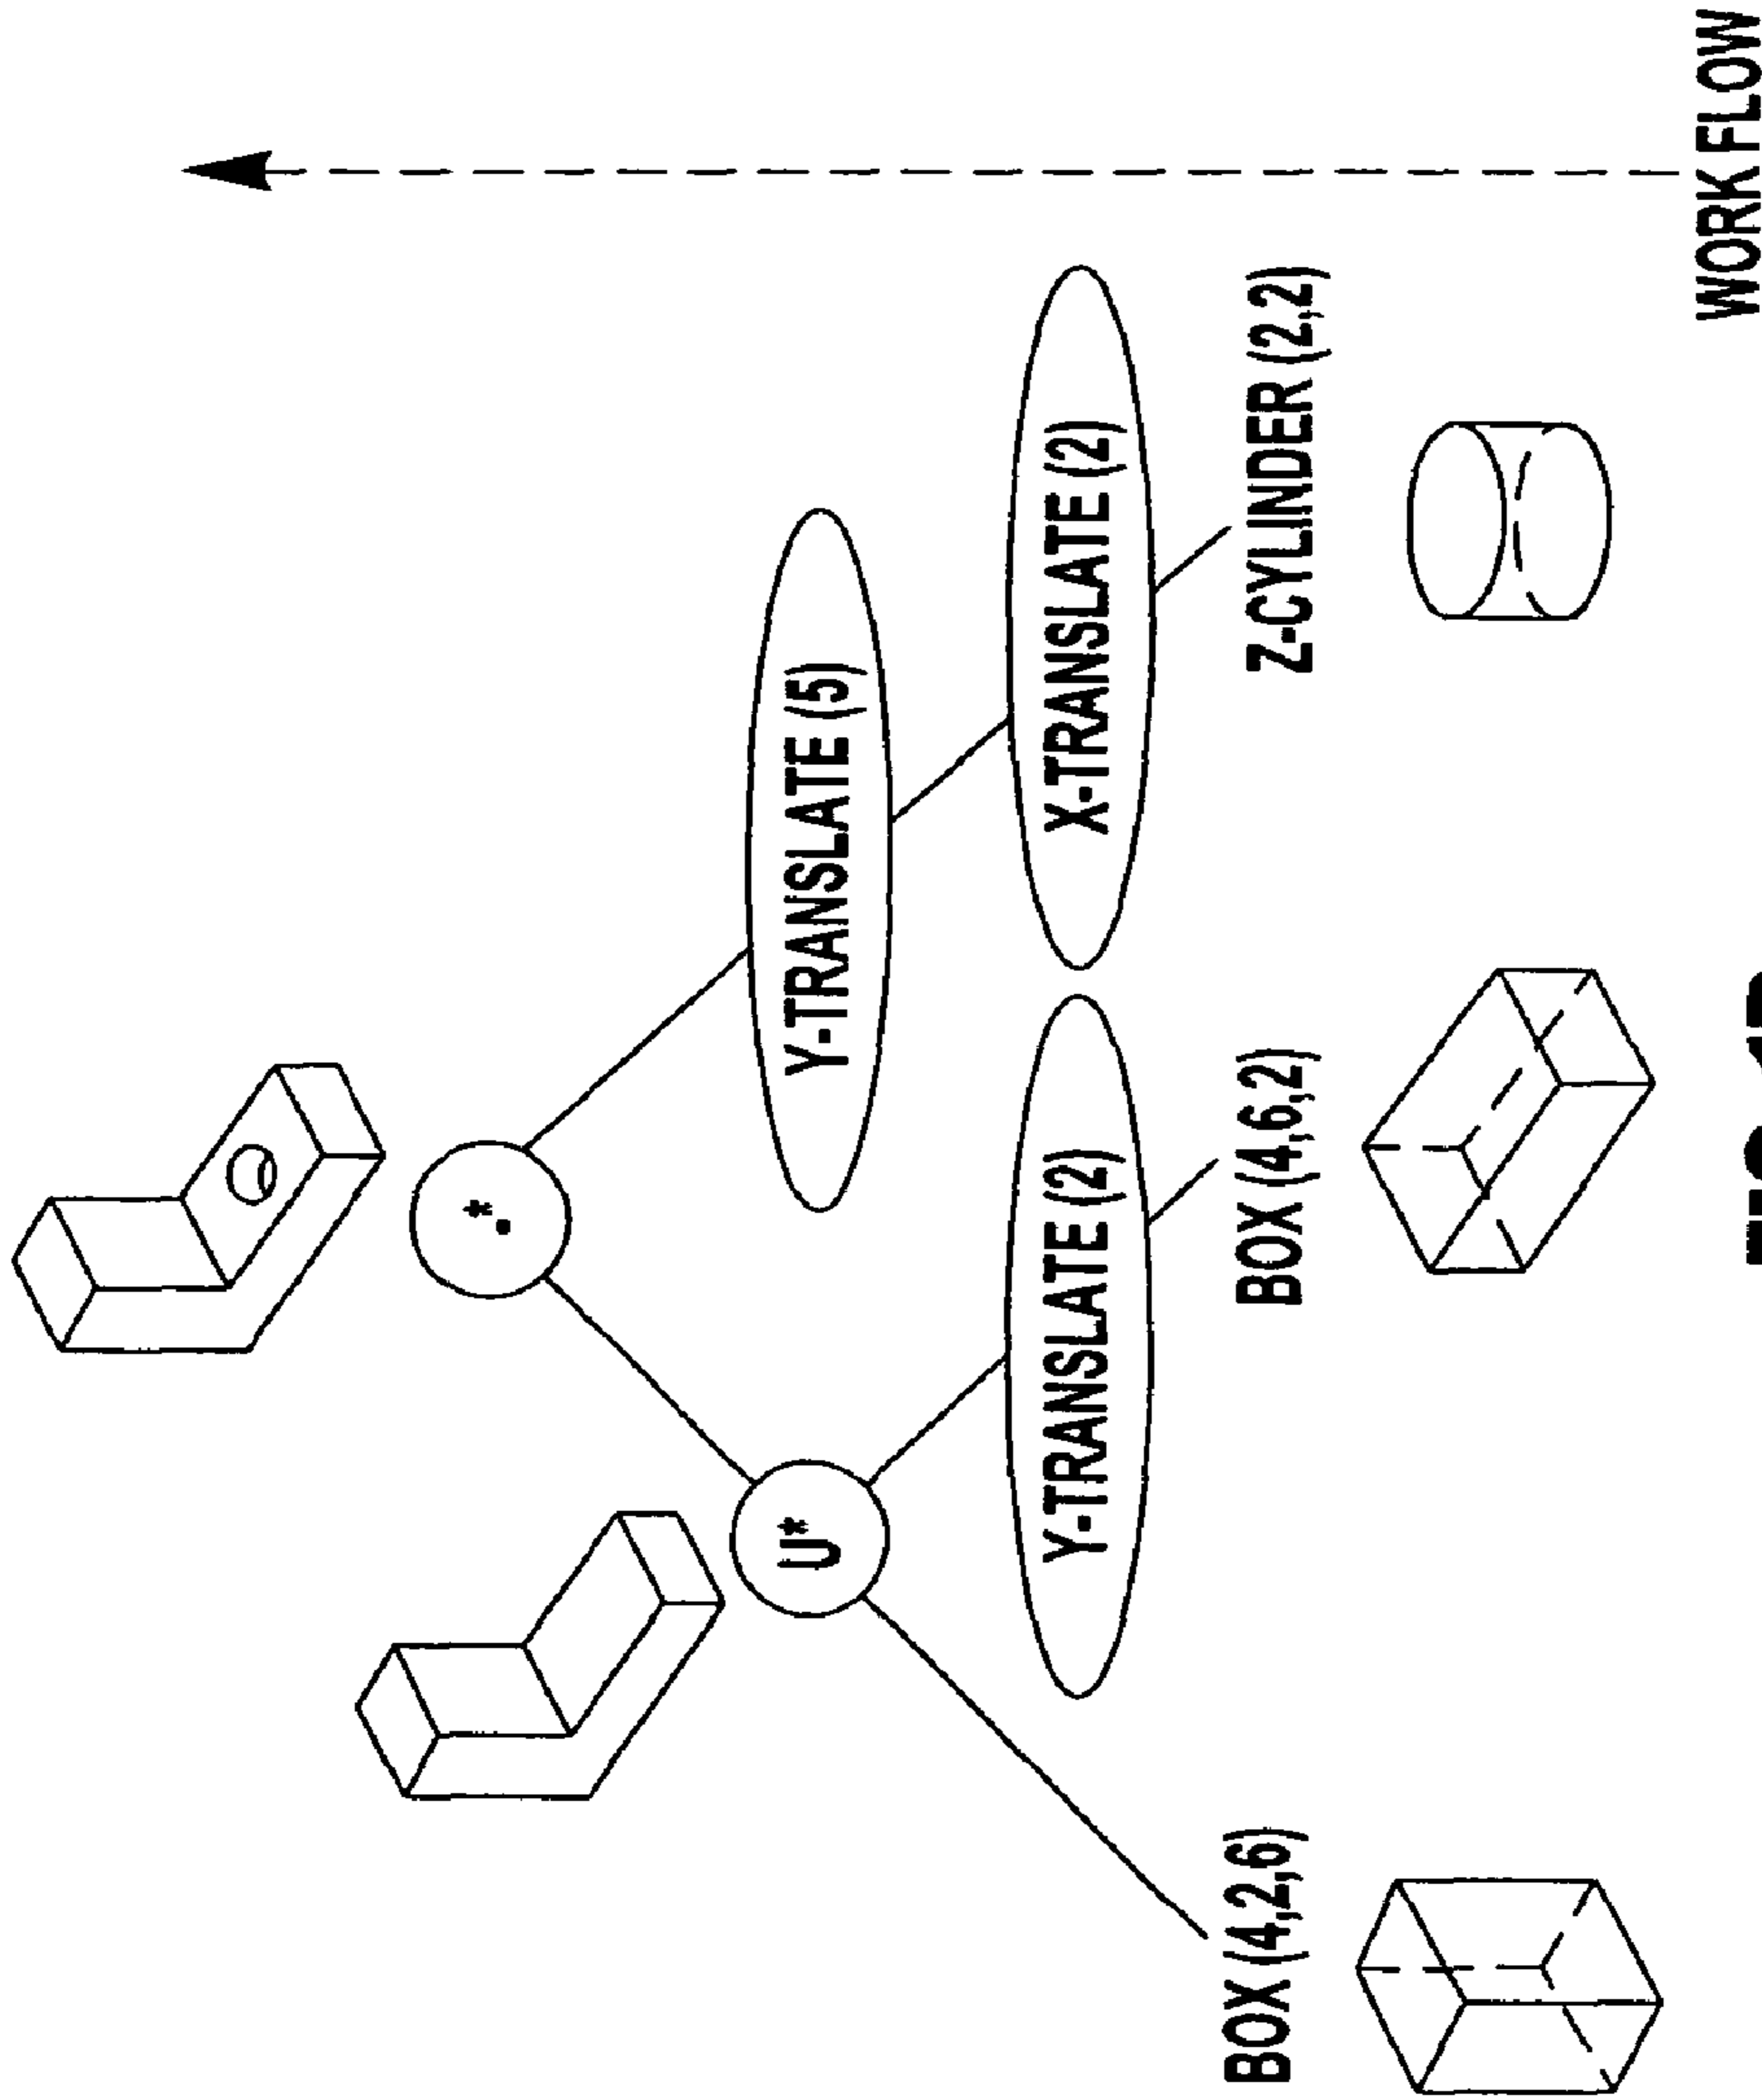 -*
Y-TRANSLATE (5)
U*
Y-TRANSLATE (2)
X-TRANSLATE (2)
BOX (4,2,6)
BOX (4,6,2)
Z-CYLINDER (2,2)
WORK FLOW